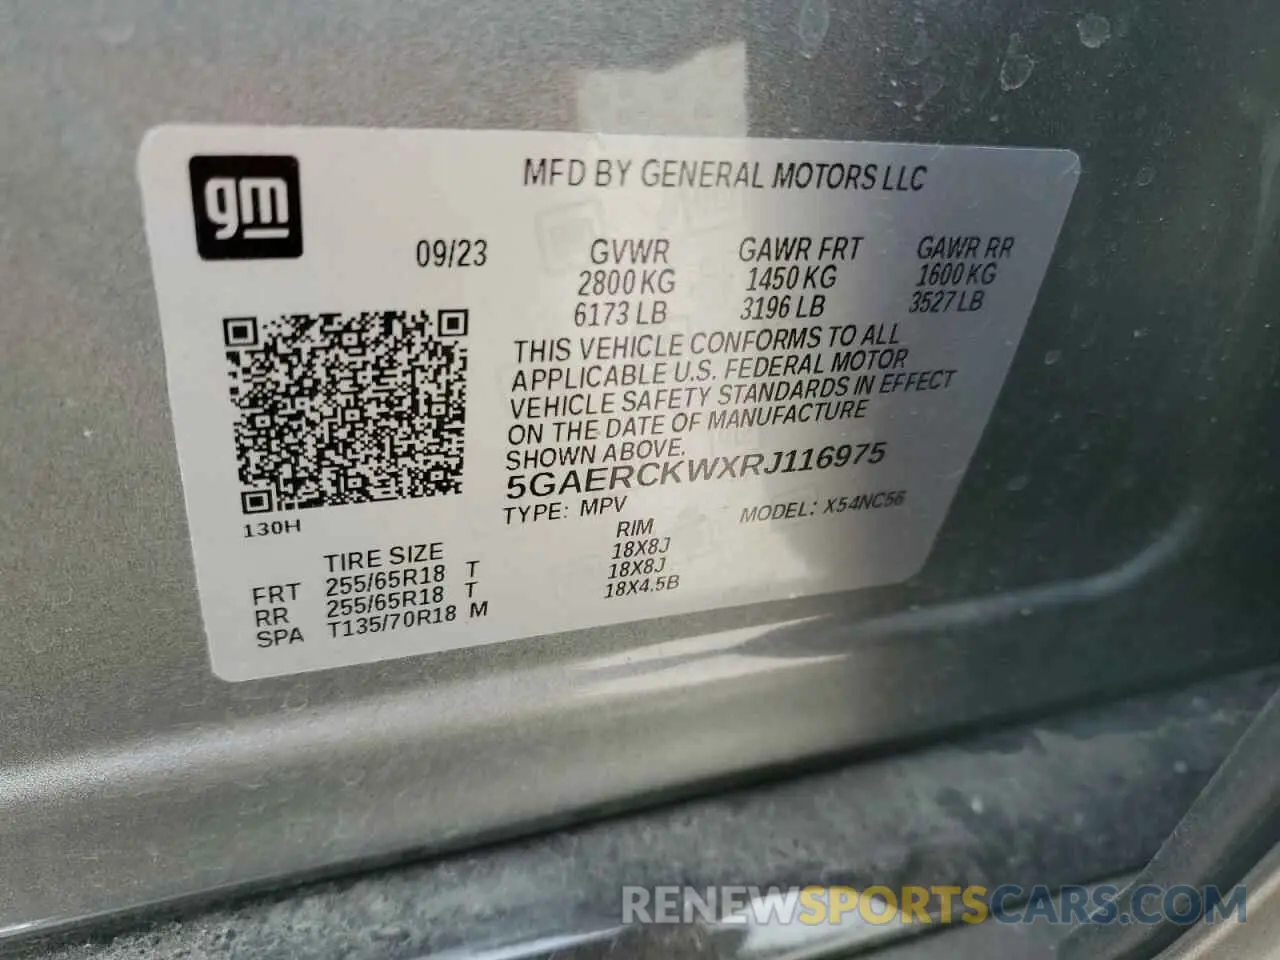 gm
MFD BY GENERAL MOTORS LLC
09/23 GVWR GAWR FRT GAWR RR
2800 KG 1450 KG 1600 KG
6173 LB 3196 LB 3527 LB
THIS VEHICLE CONFORMS TO ALL
APPLICABLE U.S. FEDERAL MOTOR
VEHICLE SAFETY STANDARDS IN EFFECT
ON THE DATE OF MANUFACTURE
SHOWN ABOVE.
5GAERCKWXRJ116975
TYPE: MPV MODEL: X54NC56
130H
TIRE SIZE RIM
FRT 255/65R18 T 18X8J
RR 255/65R18 T 18X8J
SPA T135/70R18 M 18X4.5B
RENEWSPORTSCARS.COM